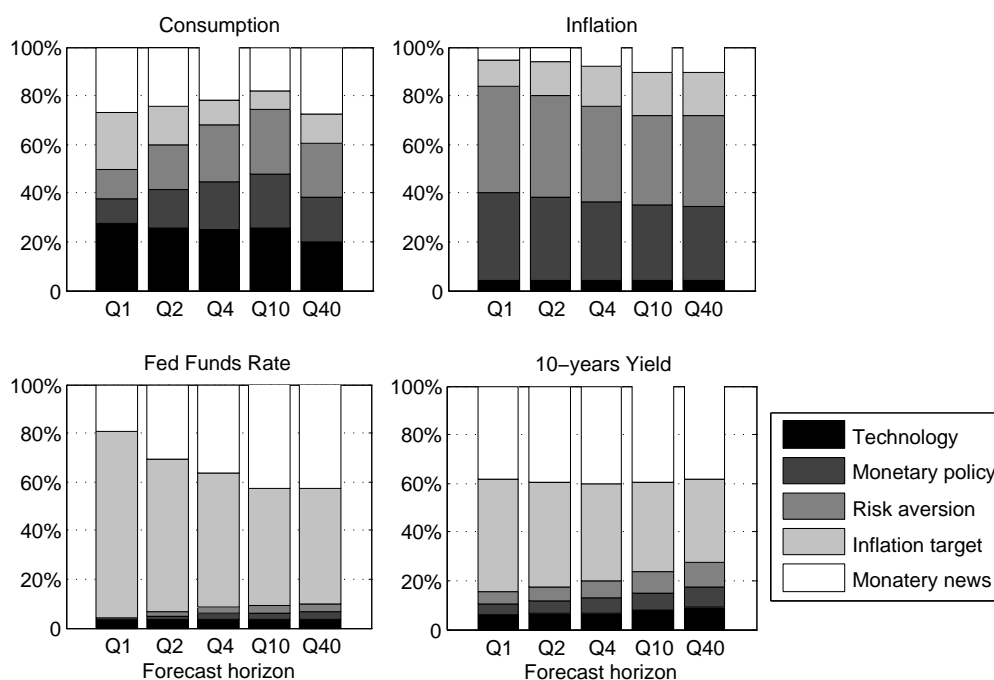 Consumption
100%
80%
60%
40%
20%
0
Q1 Q2 Q4 Q10 Q40
Inflation
100%
80%
60%
40%
20%
0
Q1 Q2 Q4 Q10 Q40
Fed Funds Rate
100%
80%
60%
40%
20%
0
Q1 Q2 Q4 Q10 Q40
Forecast horizon
10−years Yield
100%
80%
60%
40%
20%
0
Q1 Q2 Q4 Q10 Q40
Forecast horizon
Technology
Monetary policy
Risk aversion
Inflation target
Monatery news